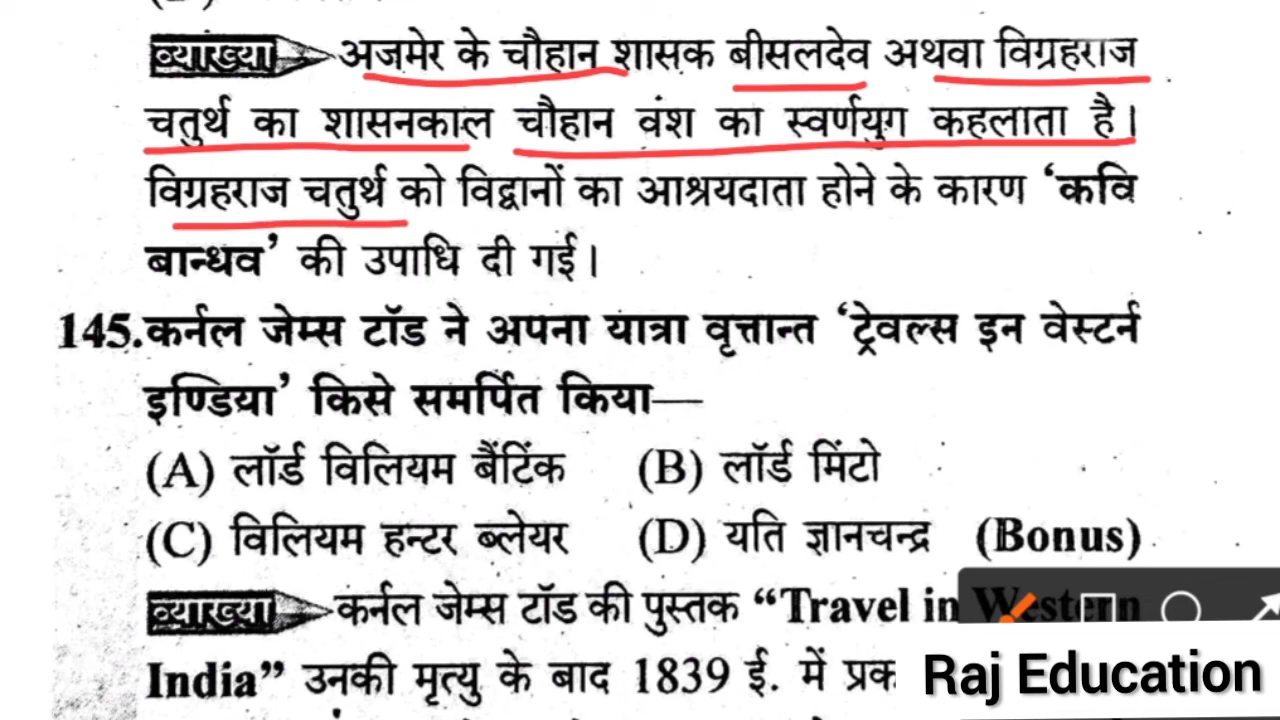 व्याख्या अजमेर के चौहान शासक बीसलदेव अथवा विग्रहराज
चतुर्थ का शासनकाल चौहान वंश का स्वर्णयुग कहलाता है।
विग्रहराज चतुर्थ को विद्वानों का आश्रयदाता होने के कारण ‘कवि
बान्धव’ की उपाधि दी गई।
145. कर्नल जेम्स टॉड ने अपना यात्रा वृत्तान्त ‘ट्रेवल्स इन वेस्टर्न
इण्डिया’ किसे समर्पित किया—
(A) लॉर्ड विलियम बैंटिंक (B) लॉर्ड मिंटो
(C) विलियम हन्टर ब्लेयर (D) यति ज्ञानचन्द्र (Bonus)
व्याख्या कर्नल जेम्स टॉड की पुस्तक “Travel in Western
India” उनकी मृत्यु के बाद 1839 ई. में प्रक
Raj Education